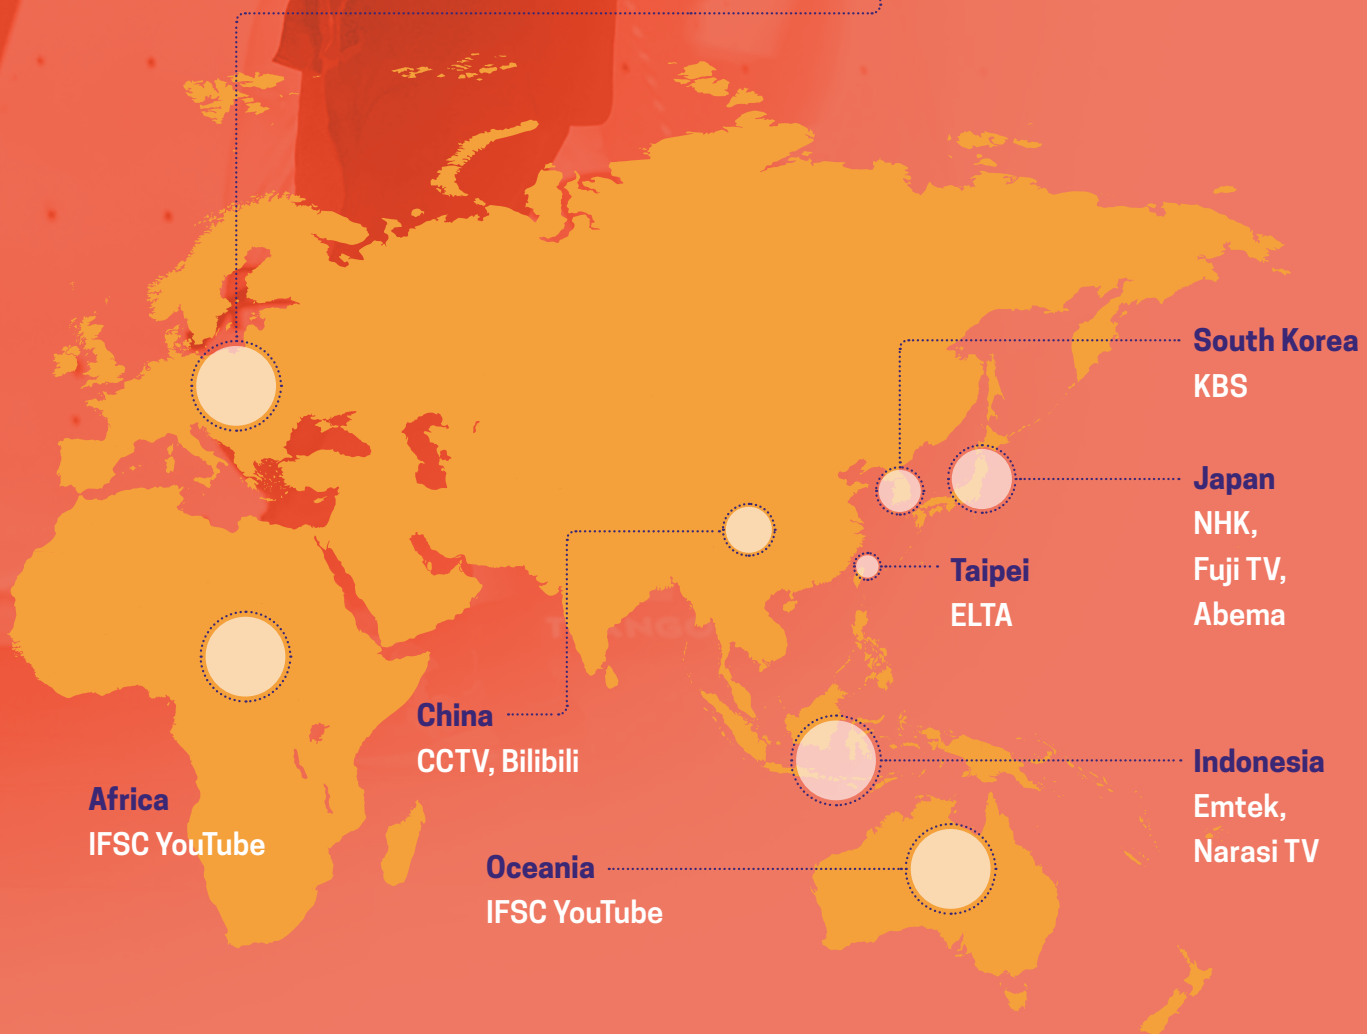 South Korea
KBS
Japan
NHK,
Fuji TV,
Abema
Taipei
ELTA
China
CCTV, Bilibili
Indonesia
Emtek,
Narasi TV
Africa
IFSC YouTube
Oceania
IFSC YouTube